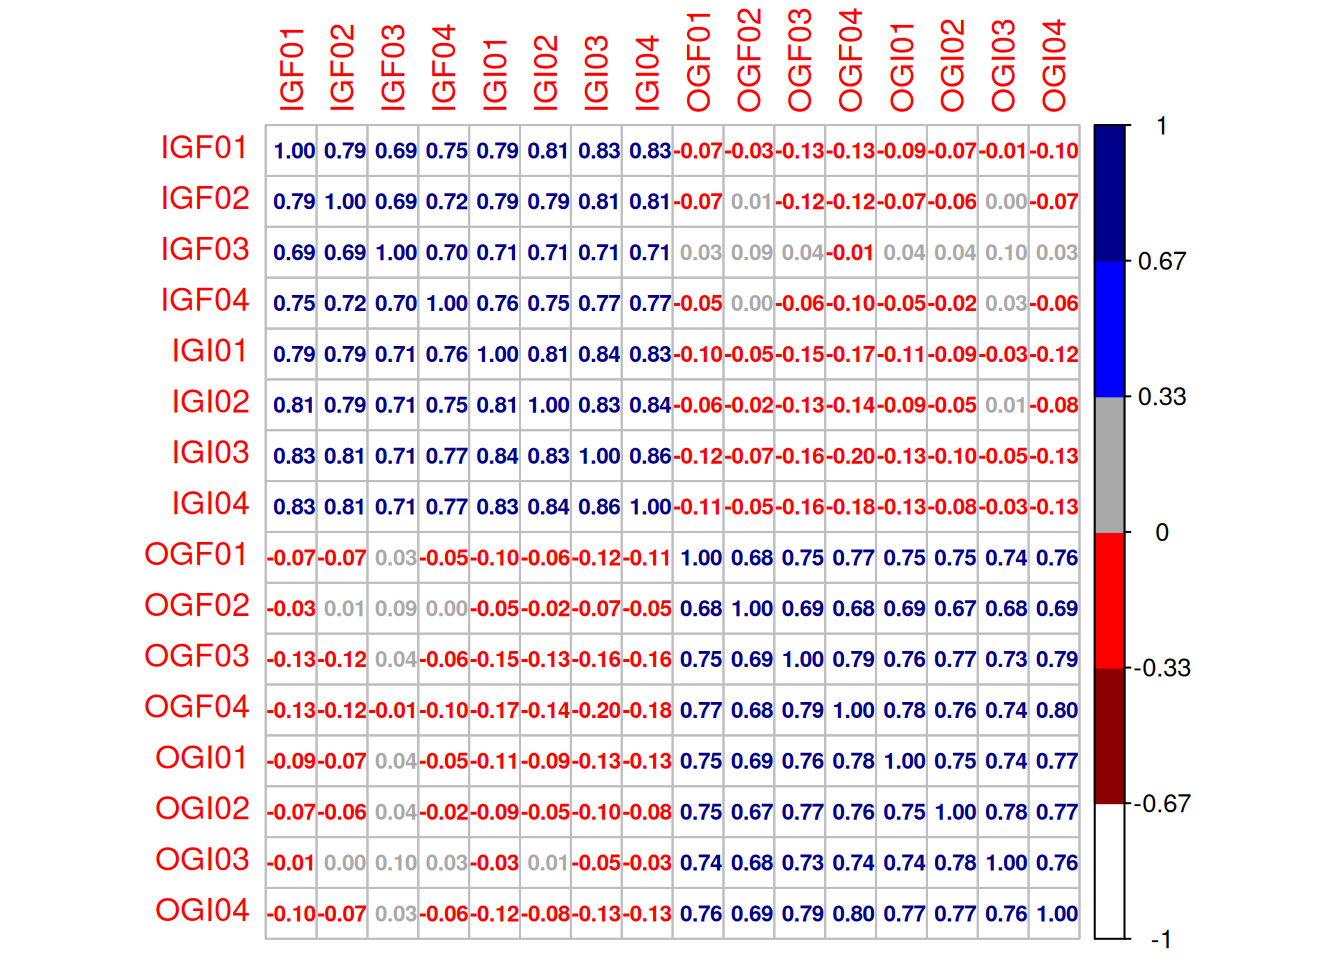 IGF01 IGF02 IGF03 IGF04 IGI01 IGI02 IGI03 IGI04 OGF01 OGF02 OGF03 OGF04 OGI01 OGI02 OGI03 OGI04
IGF01 1.00 0.79 0.69 0.75 0.79 0.81 0.83 0.83 -0.07 -0.03 -0.13 -0.13 -0.09 -0.07 -0.01 -0.10
IGF02 0.79 1.00 0.69 0.72 0.79 0.79 0.81 0.81 -0.07 0.01 -0.12 -0.12 -0.07 -0.06 0.00 -0.07
IGF03 0.69 0.69 1.00 0.70 0.71 0.71 0.71 0.71 0.03 0.09 0.04 -0.01 0.04 0.04 0.10 0.03
IGF04 0.75 0.72 0.70 1.00 0.76 0.75 0.77 0.77 -0.05 0.00 -0.06 -0.10 -0.05 -0.02 0.03 -0.06
IGI01 0.79 0.79 0.71 0.76 1.00 0.81 0.84 0.83 -0.10 -0.05 -0.15 -0.17 -0.11 -0.09 -0.03 -0.12
IGI02 0.81 0.79 0.71 0.75 0.81 1.00 0.83 0.84 -0.06 -0.02 -0.13 -0.14 -0.09 -0.05 0.01 -0.08
IGI03 0.83 0.81 0.71 0.77 0.84 0.83 1.00 0.86 -0.12 -0.07 -0.16 -0.20 -0.13 -0.10 -0.05 -0.13
IGI04 0.83 0.81 0.71 0.77 0.83 0.84 0.86 1.00 -0.11 -0.05 -0.16 -0.18 -0.13 -0.08 -0.03 -0.13
OGF01 -0.07 -0.07 0.03 -0.05 -0.10 -0.06 -0.12 -0.11 1.00 0.68 0.75 0.77 0.75 0.75 0.74 0.76
OGF02 -0.03 0.01 0.09 0.00 -0.05 -0.02 -0.07 -0.05 0.68 1.00 0.69 0.68 0.69 0.67 0.68 0.69
OGF03 -0.13 -0.12 0.04 -0.06 -0.15 -0.13 -0.16 -0.16 0.75 0.69 1.00 0.79 0.76 0.77 0.73 0.79
OGF04 -0.13 -0.12 -0.01 -0.10 -0.17 -0.14 -0.20 -0.18 0.77 0.68 0.79 1.00 0.78 0.76 0.74 0.80
OGI01 -0.09 -0.07 0.04 -0.05 -0.11 -0.09 -0.13 -0.13 0.75 0.69 0.76 0.78 1.00 0.75 0.74 0.77
OGI02 -0.07 -0.06 0.04 -0.02 -0.09 -0.05 -0.10 -0.08 0.75 0.67 0.77 0.76 0.75 1.00 0.78 0.77
OGI03 -0.01 0.00 0.10 0.03 -0.03 0.01 -0.05 -0.03 0.74 0.68 0.73 0.74 0.74 0.78 1.00 0.76
OGI04 -0.10 -0.07 0.03 -0.06 -0.12 -0.08 -0.13 -0.13 0.76 0.69 0.79 0.80 0.77 0.77 0.76 1.00
1
0.67
0.33
0
-0.33
-0.67
-1